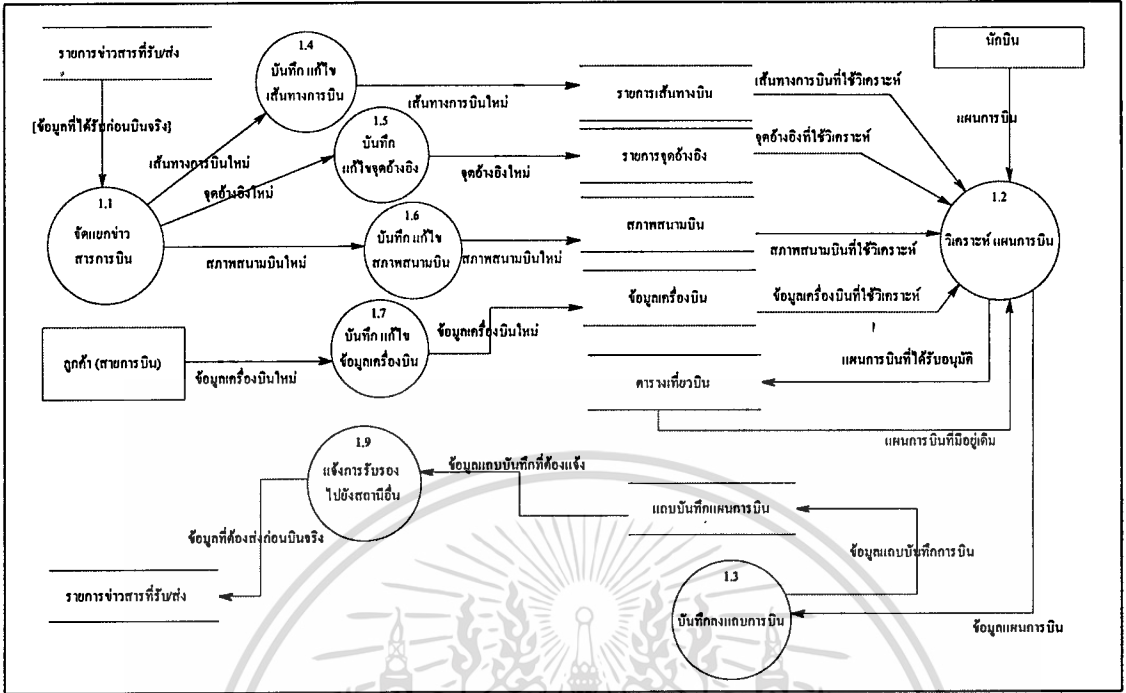 รายการข่าวสารที่รับ/ส่ง
1.4
บันทึก แก้ไข
เส้นทางการบิน
นักบิน
เส้นทางการบินที่ใช้วิเคราะห์
เส้นทางการบินใหม่
รายการเส้นทางบิน
แผนการบิน
[ข้อมูลที่ได้รับก่อนบินจริง]
1.5
บันทึก
แก้ไขจุดอ้างอิง
จุดอ้างอิงที่ใช้วิเคราะห์
เส้นทางการบินใหม่
รายการจุดอ้างอิง
จุดอ้างอิงใหม่
จุดอ้างอิงใหม่
1.1
จัดแยกข่าว
สารการบิน
1.6
บันทึก แก้ไข
สภาพสนามบิน
1.2
วิเคราะห์ แผนการบิน
สภาพสนามบิน
สภาพสนามบินใหม่
สภาพสนามบินใหม่
สภาพสนามบินที่ใช้วิเคราะห์
ข้อมูลเครื่องบิน
ข้อมูลเครื่องบินที่ใช้วิเคราะห์
1.7
บันทึก แก้ไข
ข้อมูลเครื่องบิน
ข้อมูลเครื่องบินใหม่
ลูกค้า (สายการบิน)
ข้อมูลเครื่องบินใหม่
แผนการบินที่ได้รับอนุมัติ
ตารางเที่ยวบิน
แผนการบินที่มีอยู่เดิม
1.9
แจ้งการรับรอง
ไปยังสถานีอื่น
ข้อมูลแถบบันทึกที่ต้องแจ้ง
แถบบันทึกแผนการบิน
ข้อมูลที่ต้องส่งก่อนบินจริง
ข้อมูลแถบบันทึกการบิน
รายการข่าวสารที่รับ/ส่ง
1.3
บันทึกลงแถบการบิน
ข้อมูลแผนการบิน